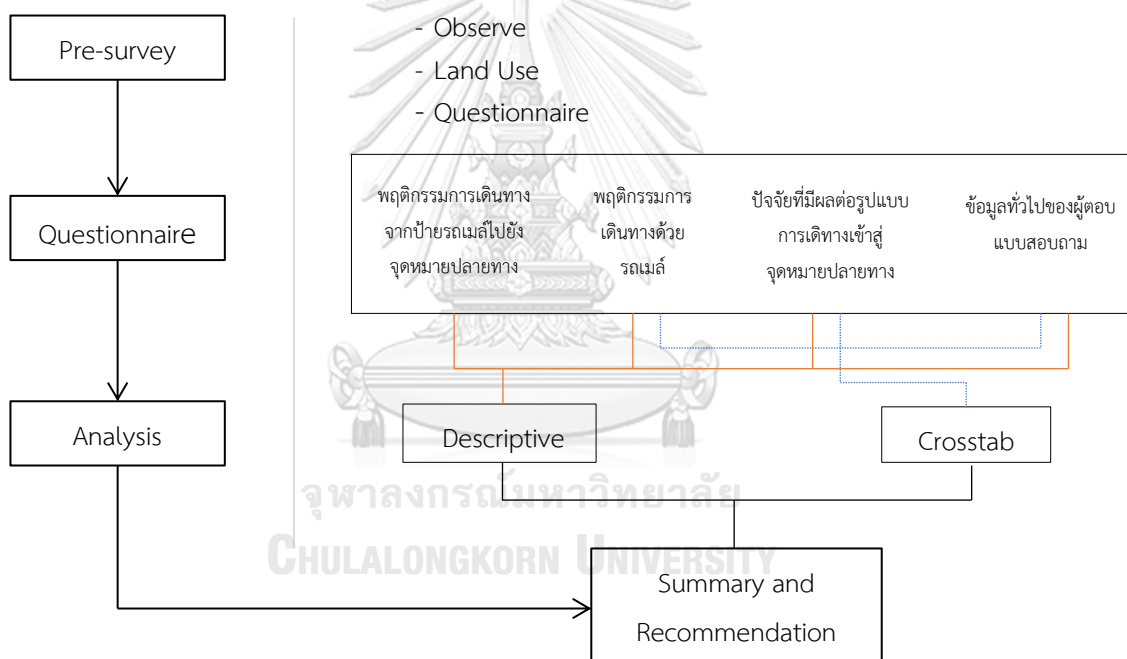 Pre-survey
- Observe
- Land Use
- Questionnaire
Questionnaire
พฤติกรรมการเดินทาง
จากป้ายรถเมล์ไปยัง
จุดหมายปลายทาง
พฤติกรรมการ
เดินทางด้วย
รถเมล์
ปัจจัยที่มีผลต่อรูปแบบ
การเดิทางเข้าสู่
จุดหมายปลายทาง
ข้อมูลทั่วไปของผู้ตอบ
แบบสอบถาม
Analysis
Descriptive
Crosstab
จุฬาลงกรณ์มหาวิทยาลัย
CHULALONGKORN UNIVERSITY
Summary and
Recommendation